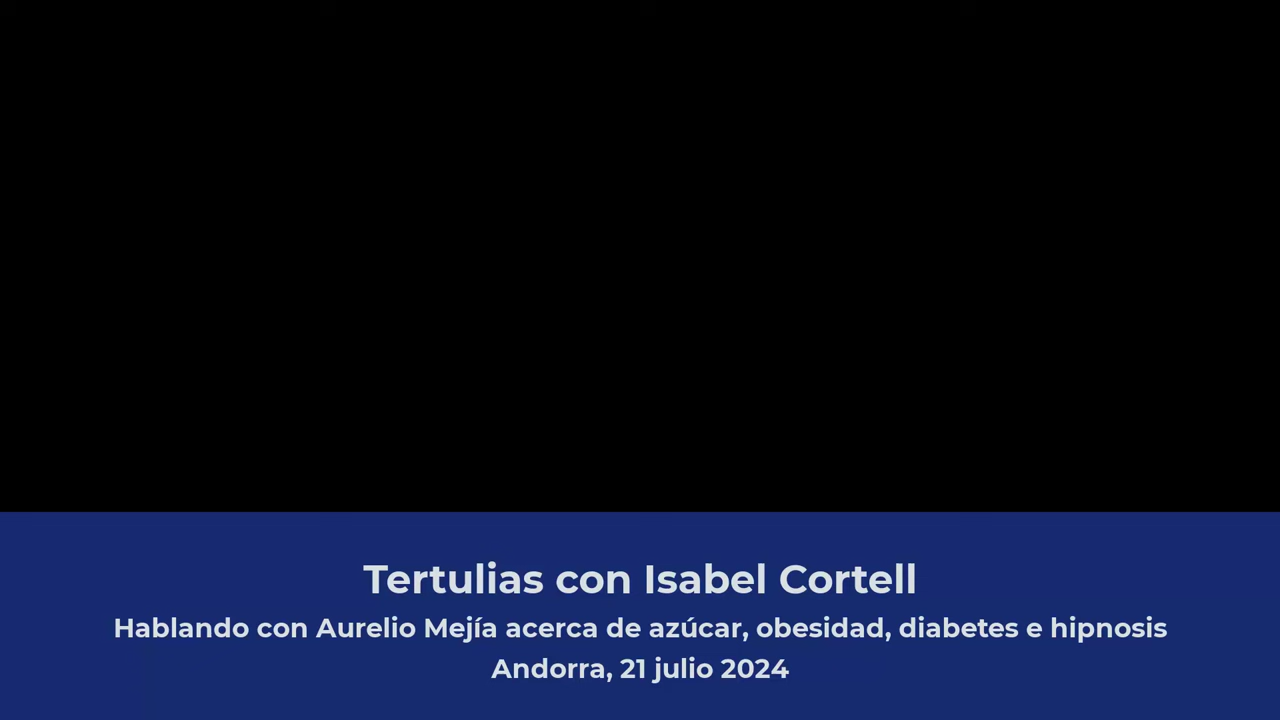 Tertulias con Isabel Cortell
Hablando con Aurelio Mejía acerca de azúcar, obesidad, diabetes e hipnosis
Andorra, 21 julio 2024